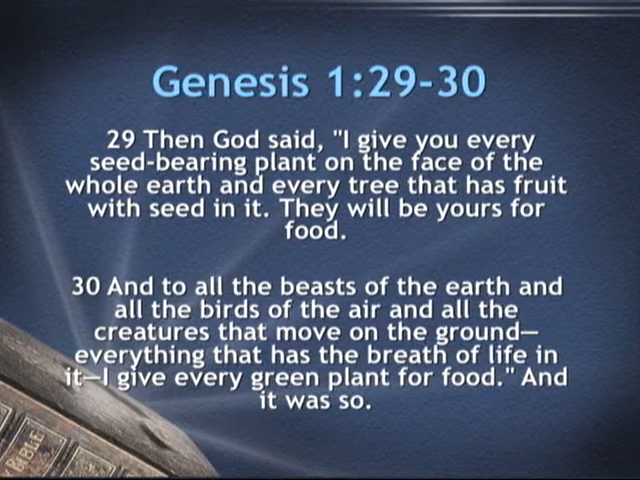 Genesis 1:29-30
29 Then God said, "I give you every
seed-bearing plant on the face of the
whole earth and every tree that has fruit
with seed in it. They will be yours for
food.
30 And to all the beasts of the earth and
all the birds of the air and all the
creatures that move on the ground—
everything that has the breath of life in
it—I give every green plant for food." And
it was so.
BIBLE